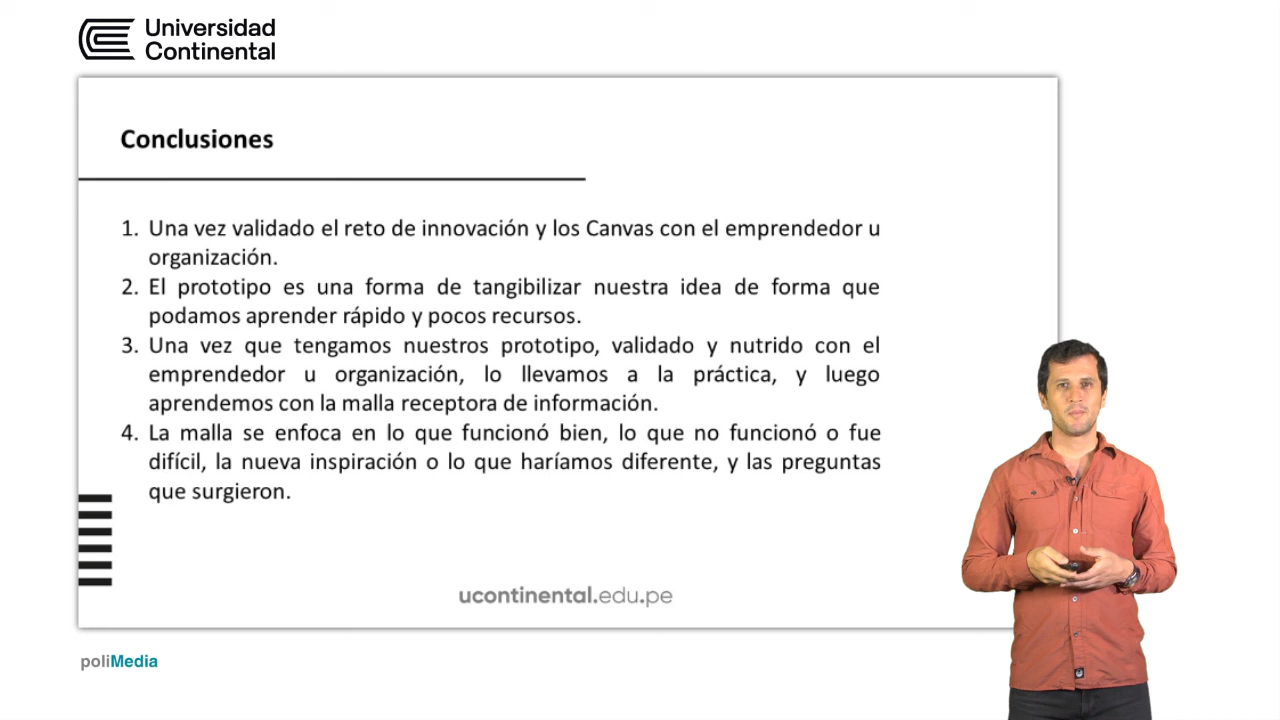 Universidad
Continental
Conclusiones
1. Una vez validado el reto de innovación y los Canvas con el emprendedor u
organización.
2. El prototipo es una forma de tangibilizar nuestra idea de forma que
podamos aprender rápido y pocos recursos.
3. Una vez que tengamos nuestros prototipo, validado y nutrido con el
emprendedor u organización, lo llevamos a la práctica, y luego
aprendemos con la malla receptora de información.
4. La malla se enfoca en lo que funcionó bien, lo que no funcionó o fue
difícil, la nueva inspiración o lo que haríamos diferente, y las preguntas
que surgieron.
ucontinental.edu.pe
poliMedia